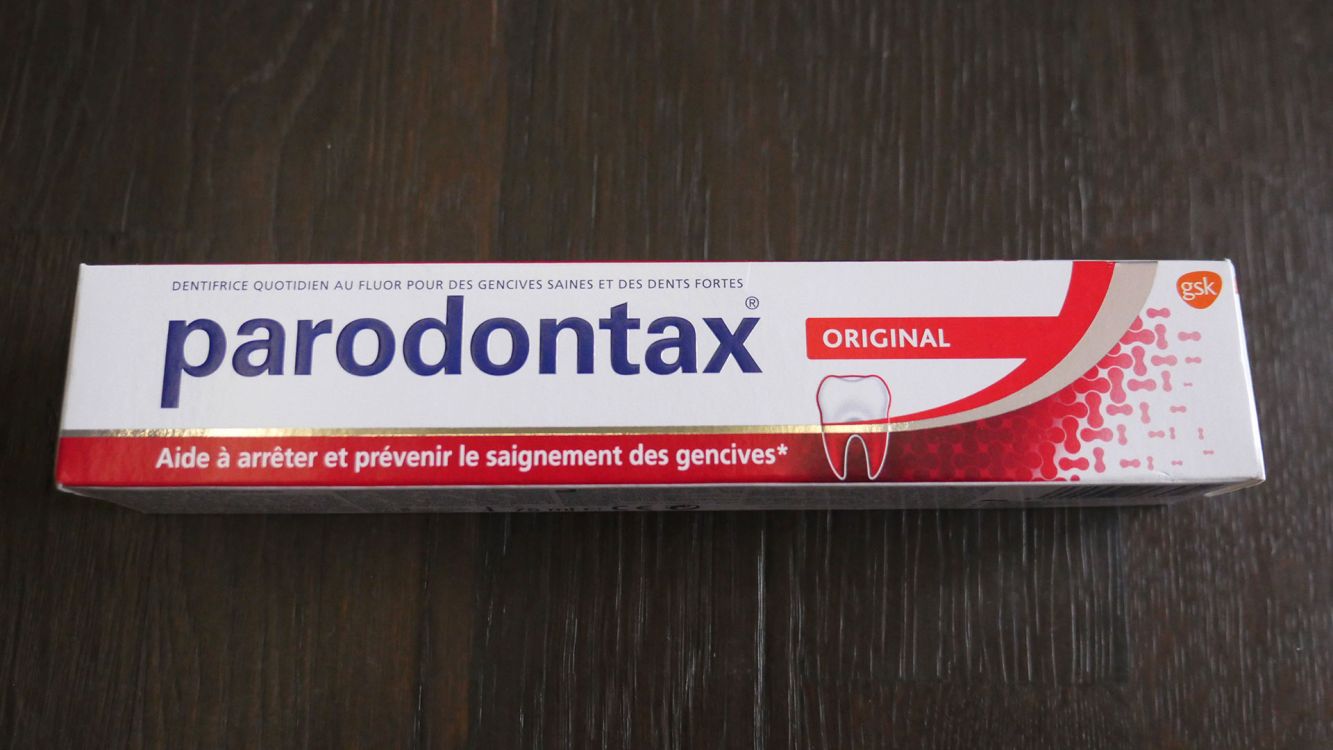 DENTIFRICE QUOTIDIEN AU FLUOR POUR DES GENCIVES SAINES ET DES DENTS FORTES
parodontax®
ORIGINAL
gsk
Aide à arrêter et prévenir le saignement des gencives*